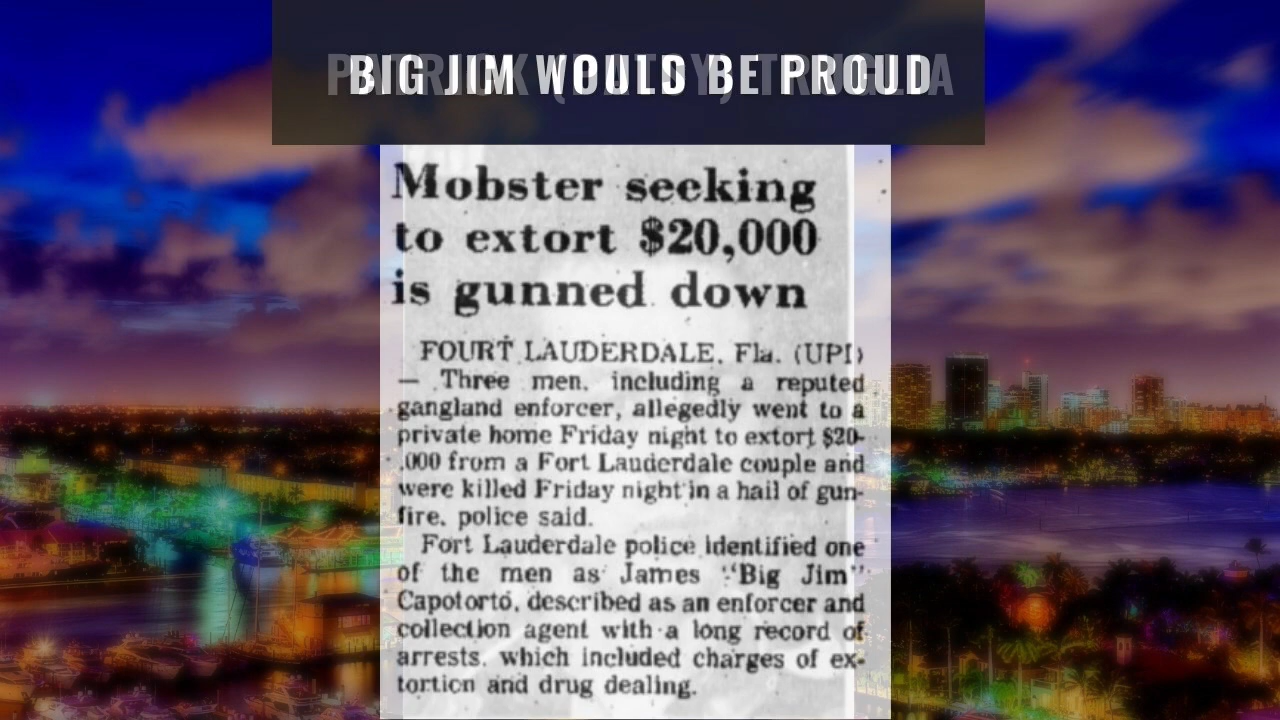 BIG JIM WOULD BE PROUD
PATRICK (PATSY) TRIGLIA
Mobster seeking
to extort $20,000
is gunned down
FOURT LAUDERDALE, Fla. (UPI)
— Three men, including a reputed
gangland enforcer, allegedly went to a
private home Friday night to extort $20-
,000 from a Fort Lauderdale couple and
were killed Friday night in a hail of gun-
fire, police said.
Fort Lauderdale police identified one
of the men as James "Big Jim"
Capotorto, described as an enforcer and
collection agent with a long record of
arrests, which included charges of ex-
tortion and drug dealing.